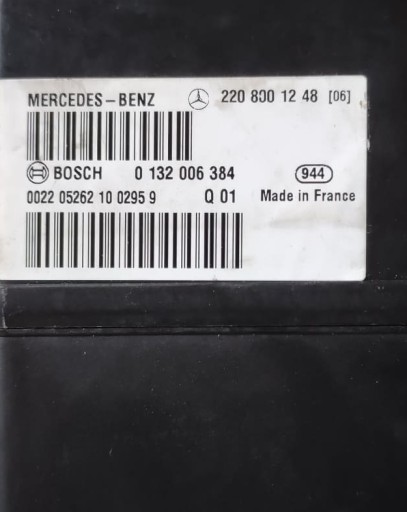 MERCEDES-BENZ 220 800 12 48 [06]
BOSCH 0 132 006 384 944
0022 05262 10 0295 9 Q 01 Made in France